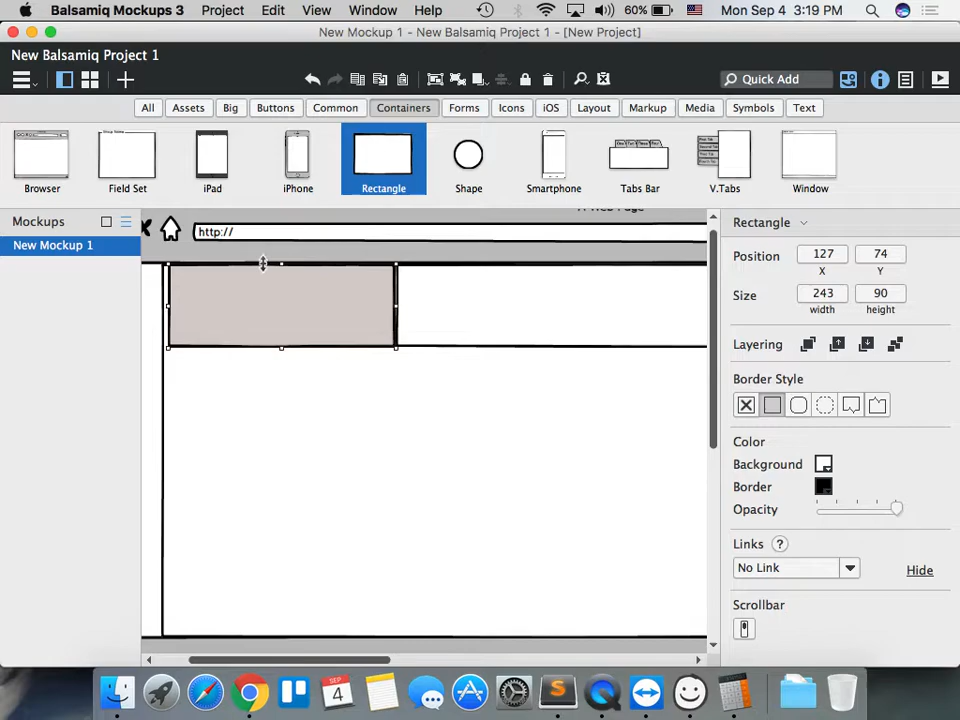 Balsamiq Mockups 3 Project Edit View Window Help 60% Mon Sep 4 3:19 PM
New Mockup 1 - New Balsamiq Project 1 - [New Project]
New Balsamiq Project 1
Quick Add
All Assets Big Buttons Common Containers Forms Icons iOS Layout Markup Media Symbols Text
Browser Field Set iPad iPhone Rectangle Shape Smartphone Tabs Bar V.Tabs Window
Mockups
New Mockup 1
http://
Rectangle
Position 127 74
X Y
Size 243 90
width height
Layering
Border Style
Color
Background
Border
Opacity
Links ?
No Link Hide
Scrollbar
SEP
4